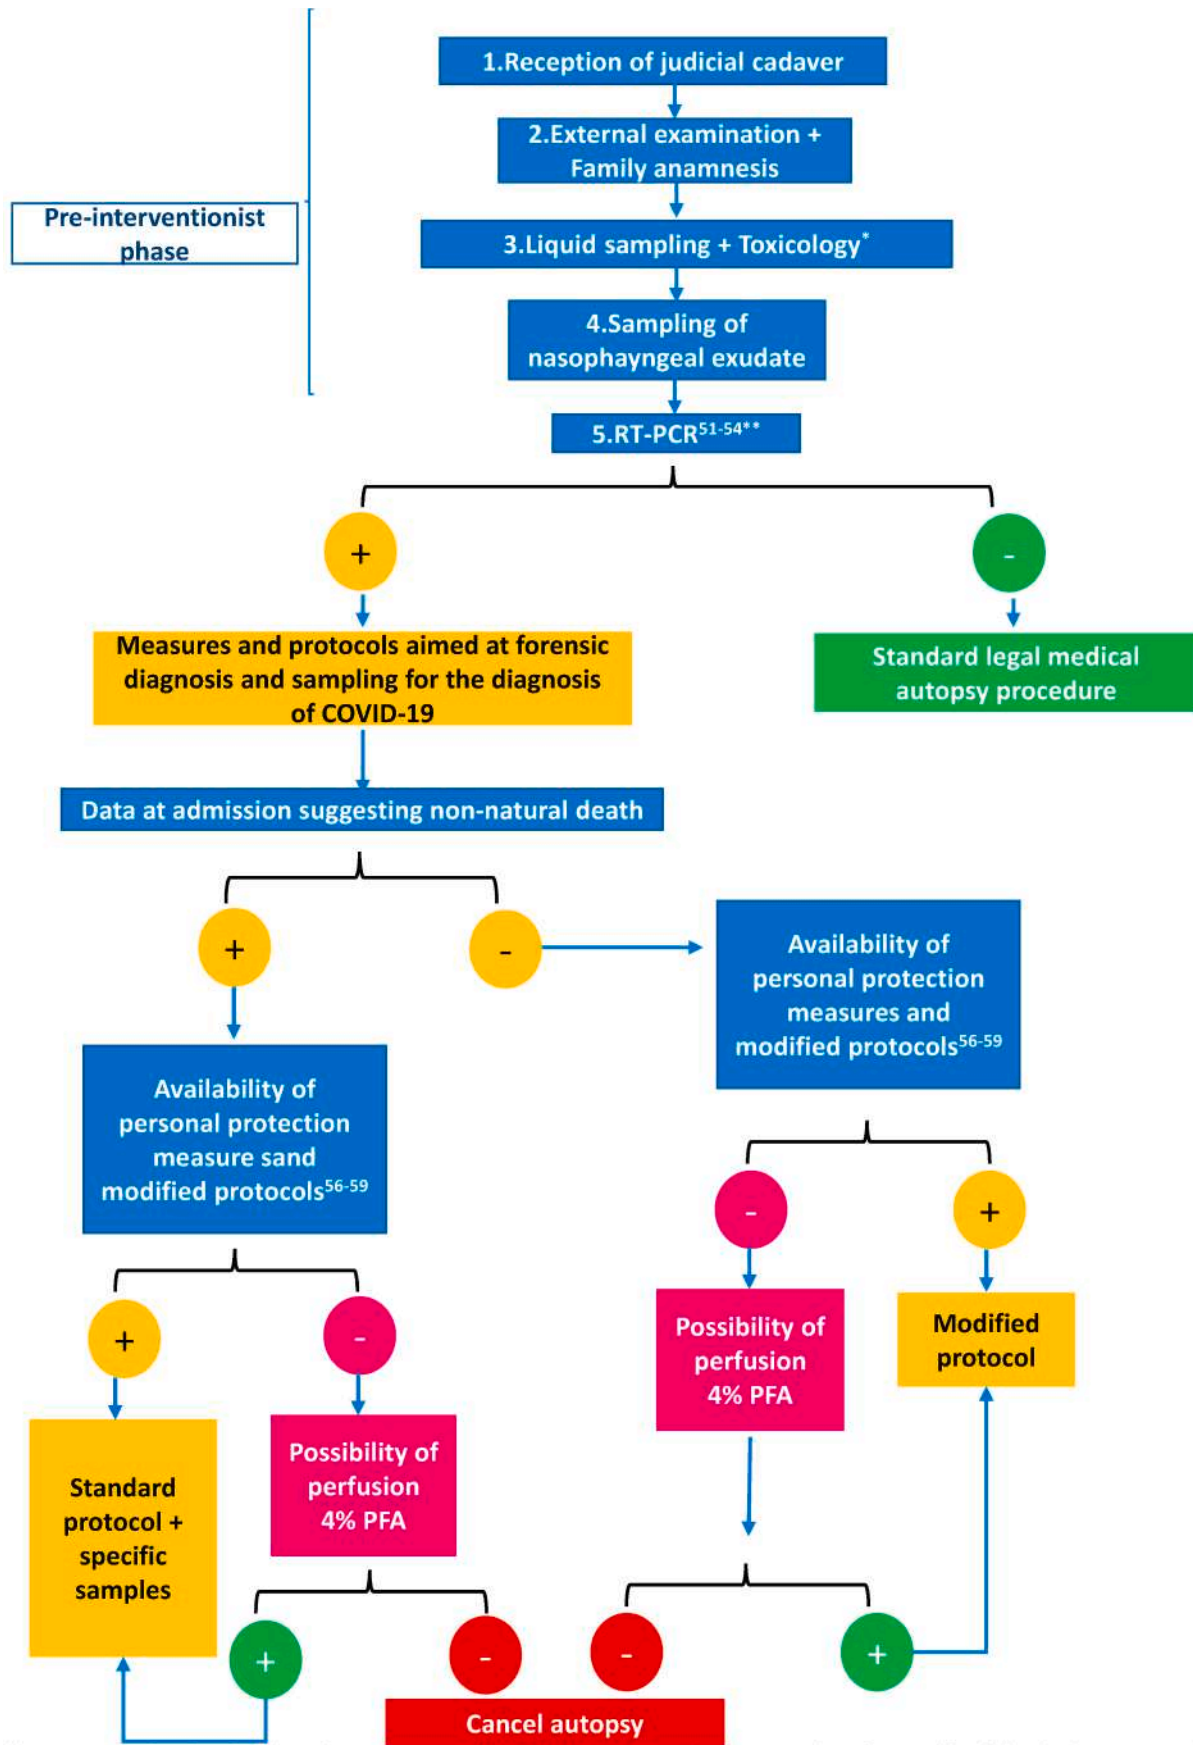 1.Reception of judicial cadaver
2.External examination +
Family anamnesis
Pre-interventionist
phase
3.Liquid sampling + Toxicology*
4.Sampling of
nasophayngeal exudate
5.RT-PCR51-54**
+
-
Measures and protocols aimed at forensic
diagnosis and sampling for the diagnosis
of COVID-19
Standard legal medical
autopsy procedure
Data at admission suggesting non-natural death
+
-
Availability of
personal protection
measures and
modified protocols56-59
Availability of
personal protection
measure sand
modified protocols56-59
-
+
+
-
Possibility of
perfusion
4% PFA
Modified
protocol
Standard
protocol +
specific
samples
Possibility of
perfusion
4% PFA
+
-
-
+
Cancel autopsy